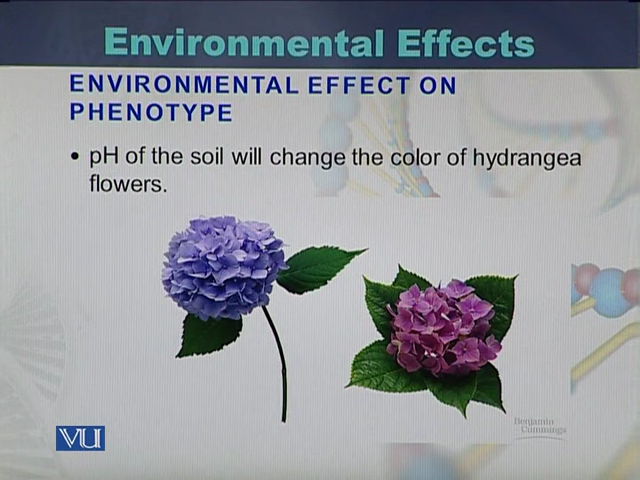 Environmental Effects
ENVIRONMENTAL EFFECT ON
PHENOTYPE
• pH of the soil will change the color of hydrangea
flowers.
Benjamin
Cummings
VU